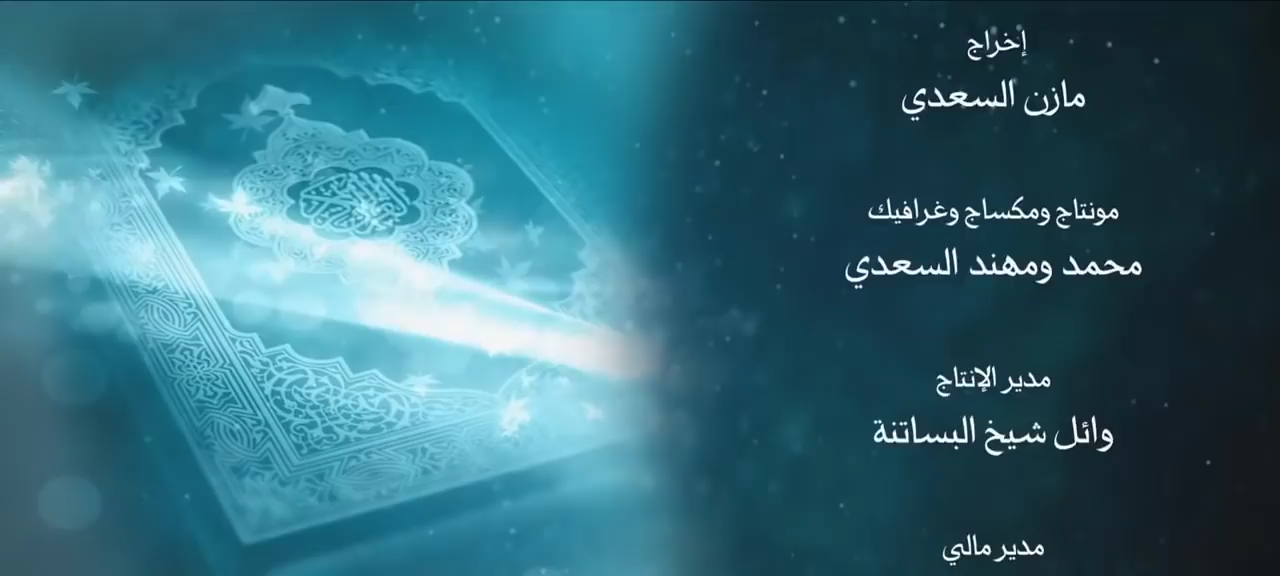 إخراج
مازن السعدي
مونتاج ومكساج وغرافيك
محمد ومهند السعدي
مدير الإنتاج
وائل شيخ البساتنة
مدير مالي